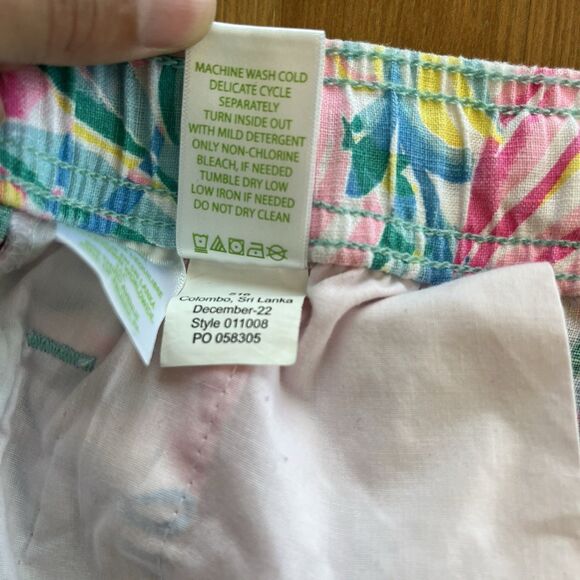 MACHINE WASH COLD
DELICATE CYCLE
SEPARATELY
TURN INSIDE OUT
WITH MILD DETERGENT
ONLY NON-CHLORINE
BLEACH, IF NEEDED
TUMBLE DRY LOW
LOW IRON IF NEEDED
DO NOT DRY CLEAN
Colombo, Sri Lanka
December-22
Style 011008
PO 058305